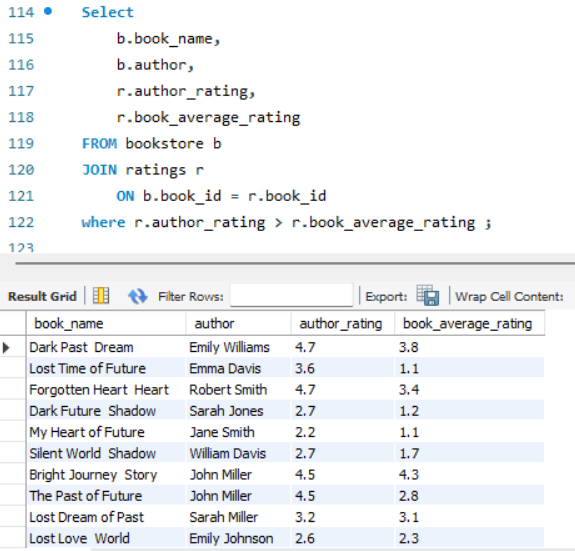 114 Select
115 b.book_name,
116 b.author,
117 r.author_rating,
118 r.book_average_rating
119 FROM bookstore b
120 JOIN ratings r
121 ON b.book_id = r.book_id
122 where r.author_rating > r.book_average_rating ;
123
Result Grid Filter Rows: Export: Wrap Cell Content:
book_name author author_rating book_average_rating
Dark Past  Dream Emily Williams 4.7 3.8
Lost Time of Future Emma Davis 3.6 1.1
Forgotten Heart  Heart Robert Smith 4.7 3.4
Dark Future  Shadow Sarah Jones 2.7 1.2
My Heart of Future Jane Smith 2.2 1.1
Silent World  Shadow William Davis 2.7 1.7
Bright Journey  Story John Miller 4.5 4.3
The Past of Future John Miller 4.5 2.8
Lost Dream of Past Sarah Miller 3.2 3.1
Lost Love  World Emily Johnson 2.6 2.3